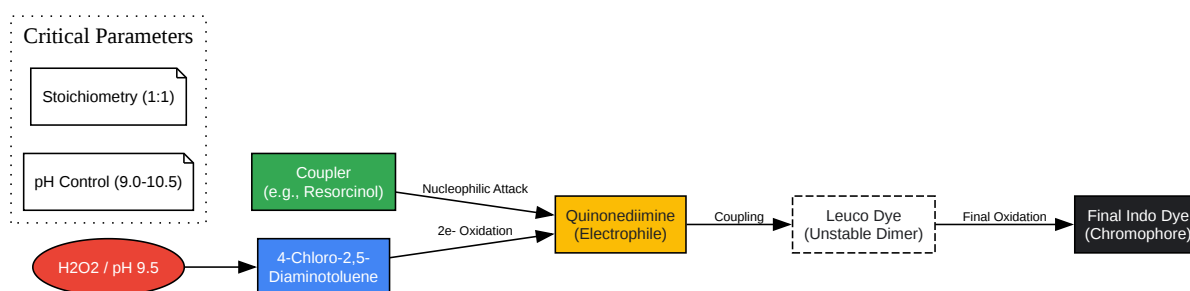 Critical Parameters
Stoichiometry (1:1)
pH Control (9.0-10.5)
H2O2 / pH 9.5
Coupler
(e.g., Resorcinol)
4-Chloro-2,5-
Diaminotoluene
Nucleophilic Attack
2e- Oxidation
Quinonediimine
(Electrophile)
Coupling
Leuco Dye
(Unstable Dimer)
Final Oxidation
Final Indo Dye
(Chromophore)